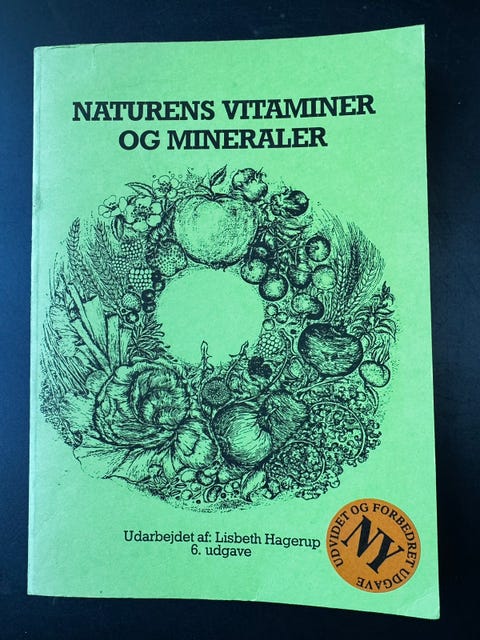 NATURENS VITAMINER
OG MINERALER
Udarbejdet af: Lisbeth Hagerup
6. udgave
UDVIDET OG FORBEDRET UDGAVE
NY